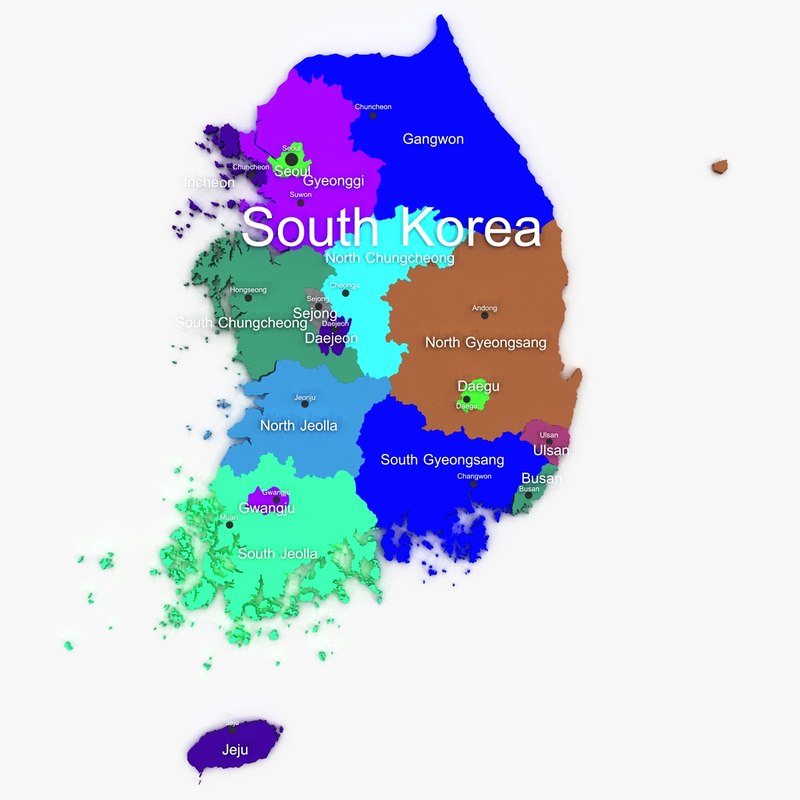 Chuncheon
Gangwon
Seoul
Seoul
Chuncheon
Incheon
Gyeonggi
Suwon
South Korea
North Chungcheong
Hongseong
Cheongju
Sejong
Sejong
South Chungcheong
Daejeon
Daejeon
Andong
North Gyeongsang
Daegu
Daegu
Jeonju
North Jeolla
Ulsan
Ulsan
South Gyeongsang
Changwon
Busan
Busan
Gwangju
Gwangju
Muan
South Jeolla
Jeju
Jeju